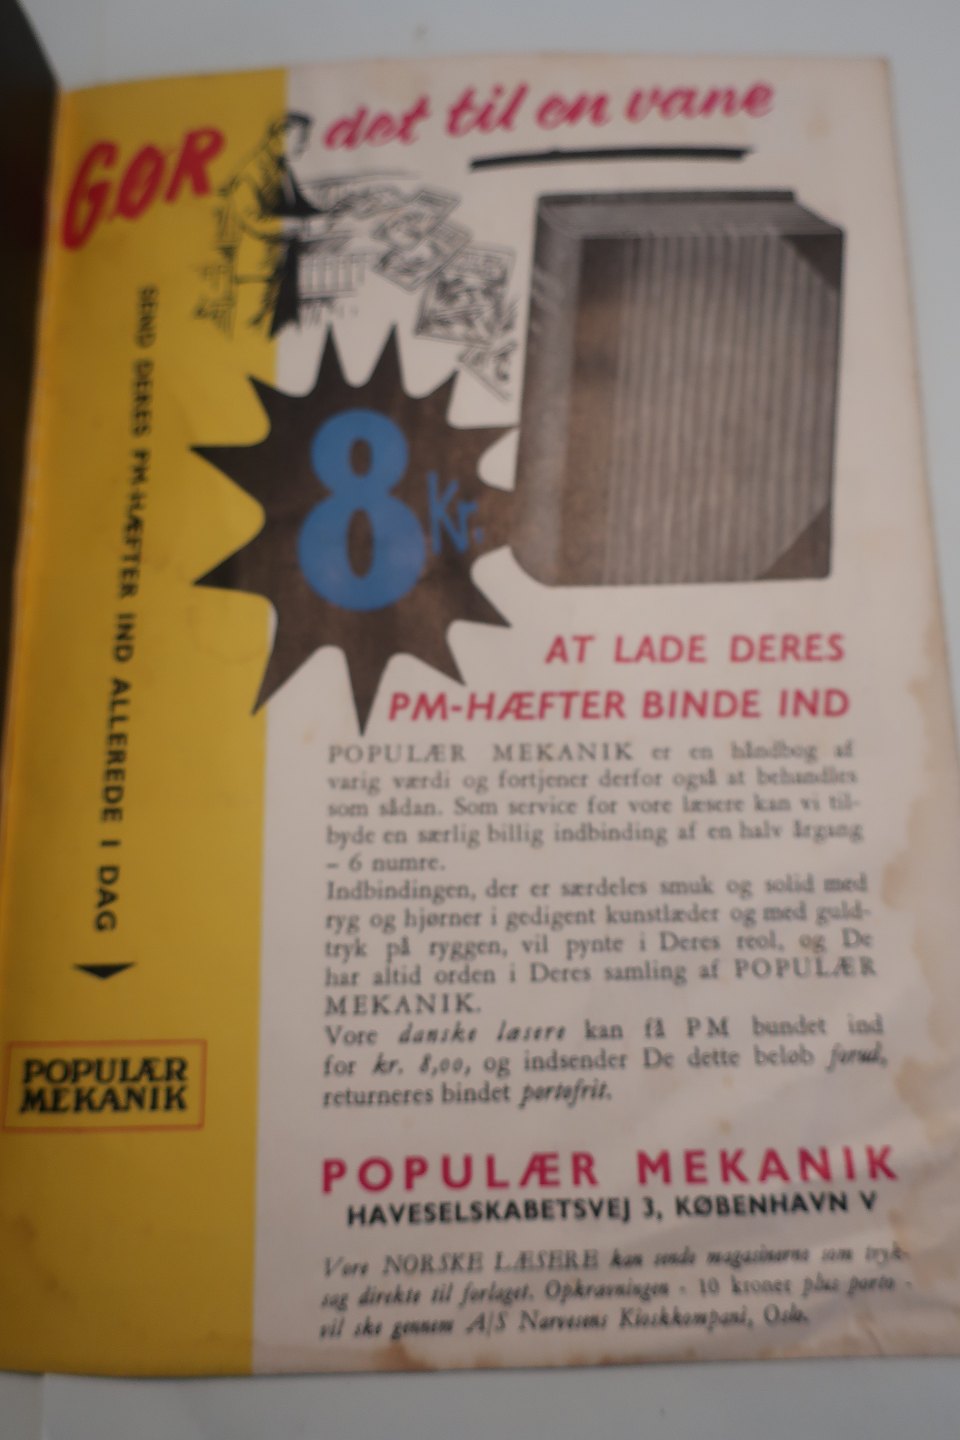 GØR det til en vane
SEND DERES PM-HÆFTER IND ALLEREDE I DAG
8 Kr.
AT LADE DERES
PM-HÆFTER BINDE IND
POPULÆR MEKANIK er en håndbog af
varig værdi og fortjener derfor også at behandles
som sådan. Som service for vore læsere kan vi til-
byde en særlig billig indbinding af en halv årgang
– 6 numre.
Indbindingen, der er særdeles smuk og solid med
ryg og hjørner i gedigent kunstlæder og med guld-
tryk på ryggen, vil pynte i Deres reol, og De
har altid orden i Deres samling af POPULÆR
MEKANIK.
Vore danske læsere kan få PM bundet ind
for kr. 8,00, og indsender De dette beløb forud,
returneres bindet portofrit.
POPULÆR
MEKANIK
POPULÆR MEKANIK
HAVESELSKABETSVEJ 3, KØBENHAVN V
Vore NORSKE LÆSERE kan sende magasinerne som tryk-
sag direkte til forlaget. Opkrævningen - 10 kroner plus porto -
vil ske gennem A/S Narvesens Kioskkompani, Oslo.